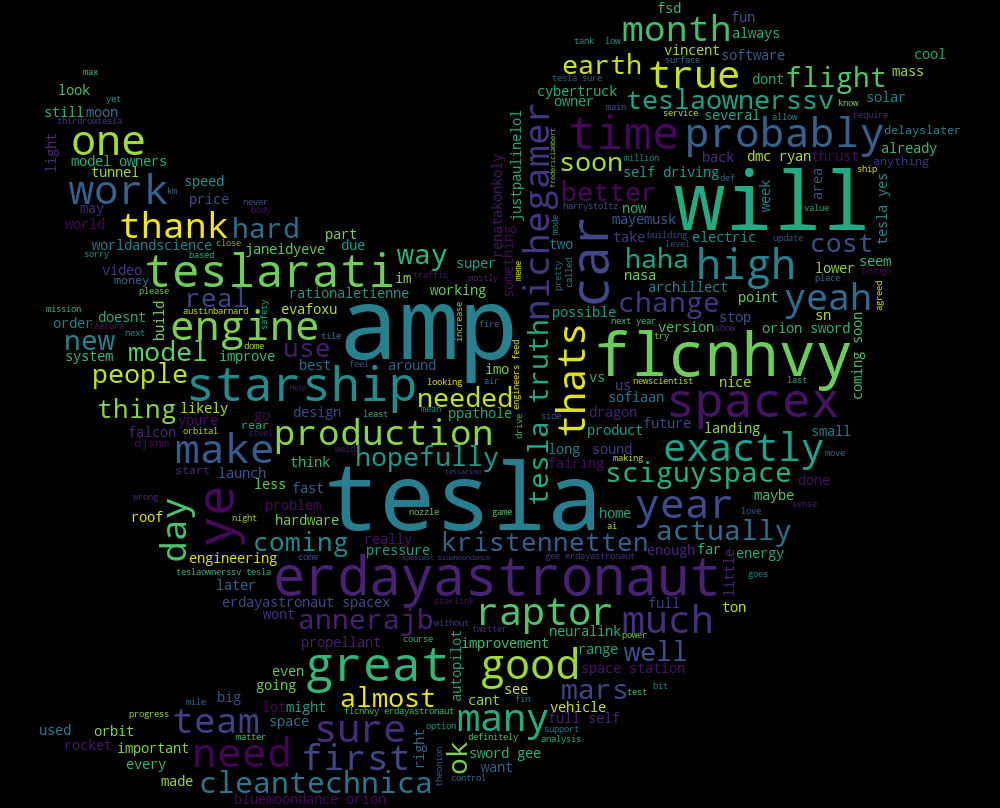 fsd
month
fun
always
tank
low
vincent
software
surface
cool
max
earth
true
tesla sure
dont
flight
mass
look
yet
cybertruck
owner
main
teslaownerssv
know
solar
still
moon
service
several
allow
require
thirdrowtesla
time
probably
delayslater
one
light
justpaulinelol
nichegamer
fredericlambert
already
model owners
soon
million
back
dmc ryan
thrust
anything
tunnel
self driving
def
ship
work
km
speed
never
better
will
week
area
value
tesla yes
may
price
body
harrystoltz
now
mayemusk
world
thank
hard
part
renatakonkoly
something
mode
car
take
building
electric
update
cost
worldandscience
close
janeidyeve
due
way
super
pretty
called
two
level
haha
high
lower
place
seem
sorry
based
video
money
teslarati
im
traffic
mostly
working
meme
nasa
archillect
though
please
real
rationaletienne
change
point
yeah
agreed
mission
order
austinbarnard
safety
evafoxu
amp
increase
fire
possible
stop
sn
doesnt
build
engine
tile
next year
version
show
orion sword
coming soon
new
feature
next
dome
use
tesla truth
thats
try
flcnhvy
system
model
improve
best
feel
around
looking
air
engineers feed
vs
us
newscientist
nice
last
people
help
starship
imo
needed
mean
drive
sofiaan
spacex
thing
likely
go
design
least
ppathole
side
dragon
future
landing
small
youre
rear
falcon
orbital
steel
production
product
djsnm
make
weld
hopefully
long
sound
exactly
move
start
launch
think
teslatino
fairing
making
sciguyspace
done
wrong
less
fast
tesla
home
love
maybe
sense
day
ye
night
problem
nozzle
game
ai
year
roof
hardware
engineering
coming
really
pressure
kristennetten
enough
actually
far
energy
come
spexcast bluemoondance
gee erdayastronaut
teslaownerssv tesla
later
erdayastronaut
little
goes
starlink
erdayastronaut spacex
wont
annerajb
without
raptor
full
much
ton
twitter
neuralink
power
propellant
course
autopilot
improvement
range
well
even
great
good
space station
going
see
mars
test
bit
mile
big
lot
might
almost
cant
fin
vehicle
progress
flcnhvy erdayastronaut
option
many
full self
used
orbit
team
space
sure
right
definitely
support
rocket
important
matter
need
first
theonion
ok
sword gee
analysis
every
want
made
cleantechnica
control
bluemoondance orion